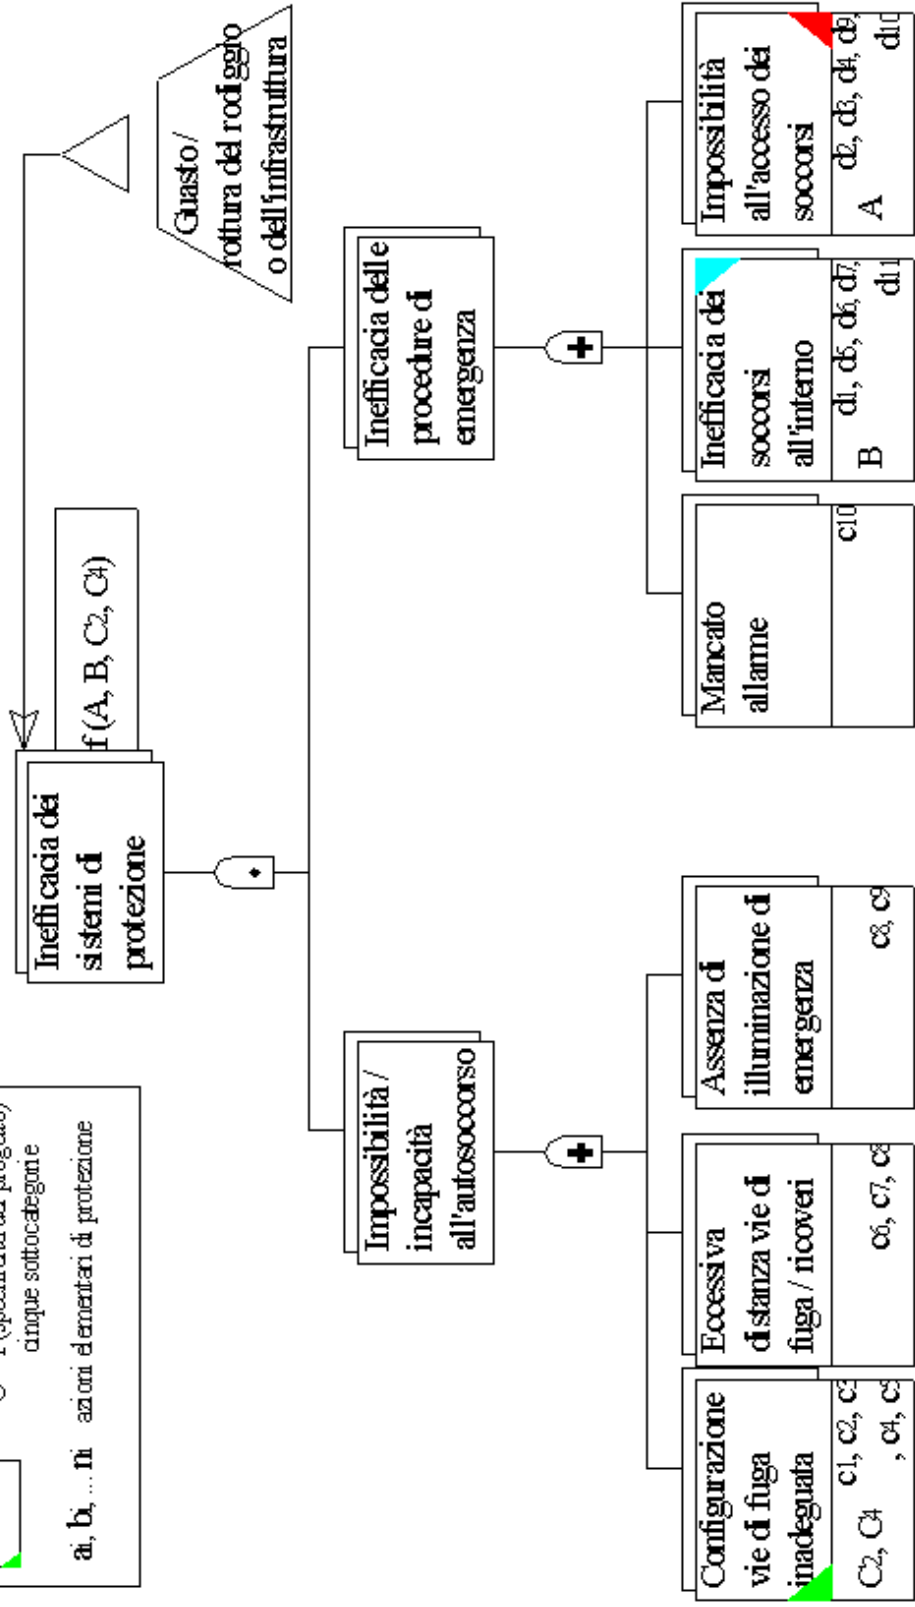 f (specificità del progetto)
cinque sottocategorie
ai, bi, ... ni azioni elementari di protezione
Inefficacia dei
sistemi di
protezione
f (A, B, C2, C4)
Guasto /
rottura del rodiggro
o dell'infrastruttura
Impossibilità /
incapacità
all'autosoccorso
Inefficacia delle
procedure di
emergenza
Configurazione
vie di fuga
inadeguata
C2, C4
c1, c2, c3
, c4, c5
Eccessiva
distanza vie di
fuga / ricoveri
c6, c7, c8
Assenza di
illuminazione di
emergenza
c8, c9
Mancato
allarme
c10
Inefficacia dei
soccorsi
all'interno
B
d1, d5, d6, d7,
d11
Impossibilità
all'accesso dei
soccorsi
A
d2, d3, d4, d9,
d10